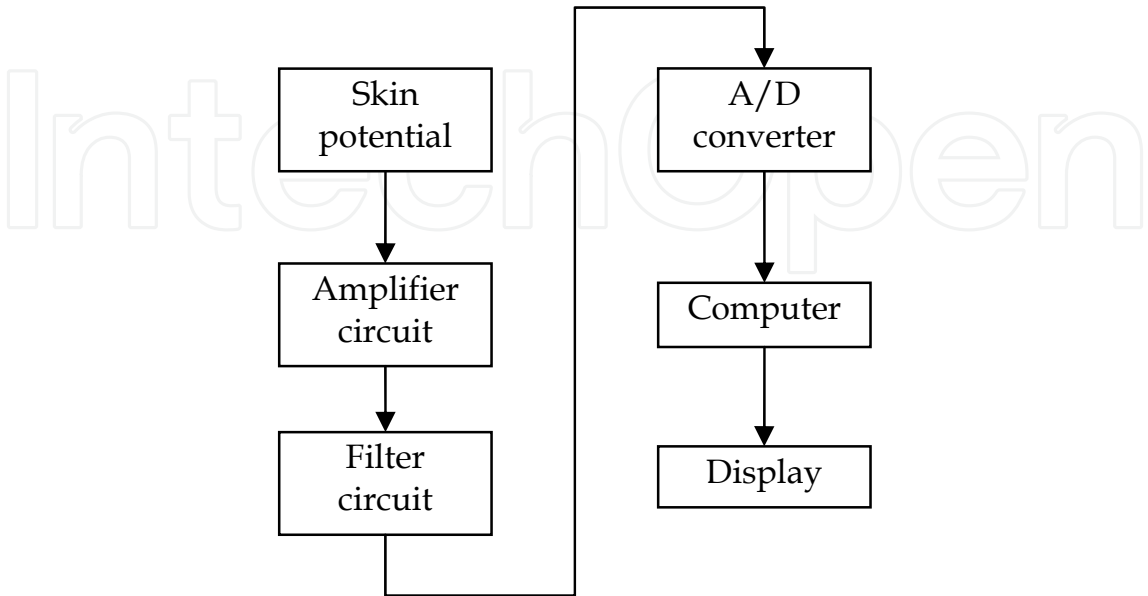 IntechOpen
Skin
potential
Amplifier
circuit
Filter
circuit
A/D
converter
Computer
Display